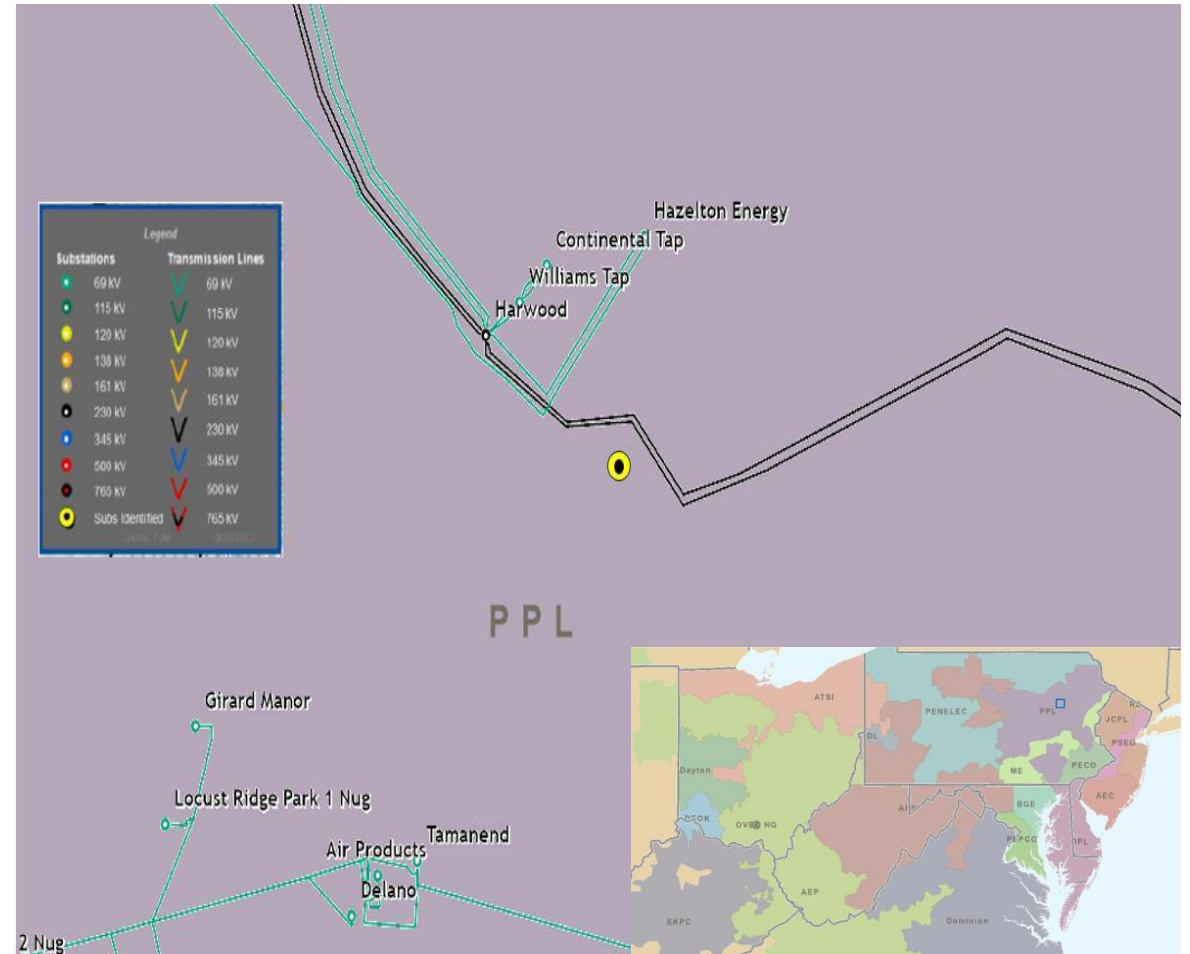 Hazelton Energy
Continental Tap
Williams Tap
Harwood
Legend
Substations
Transmission Lines
69 kV
69 kV
115 kV
115 kV
120 kV
120 kV
138 kV
138 kV
161 kV
161 kV
230 kV
230 kV
345 kV
345 kV
500 kV
500 kV
765 kV
765 kV
Subs Identified
PPL
Girard Manor
Locust Ridge Park 1 Nug
Air Products
Tamanend
Delano
2 Nug
ATSI
PENELEC
PPL
RE
JCPL
PSEG
DL
ME
PECO
Dayton
AEC
BGE
HQ
PEPCO
DPL
AEP
EKPC
Dominion